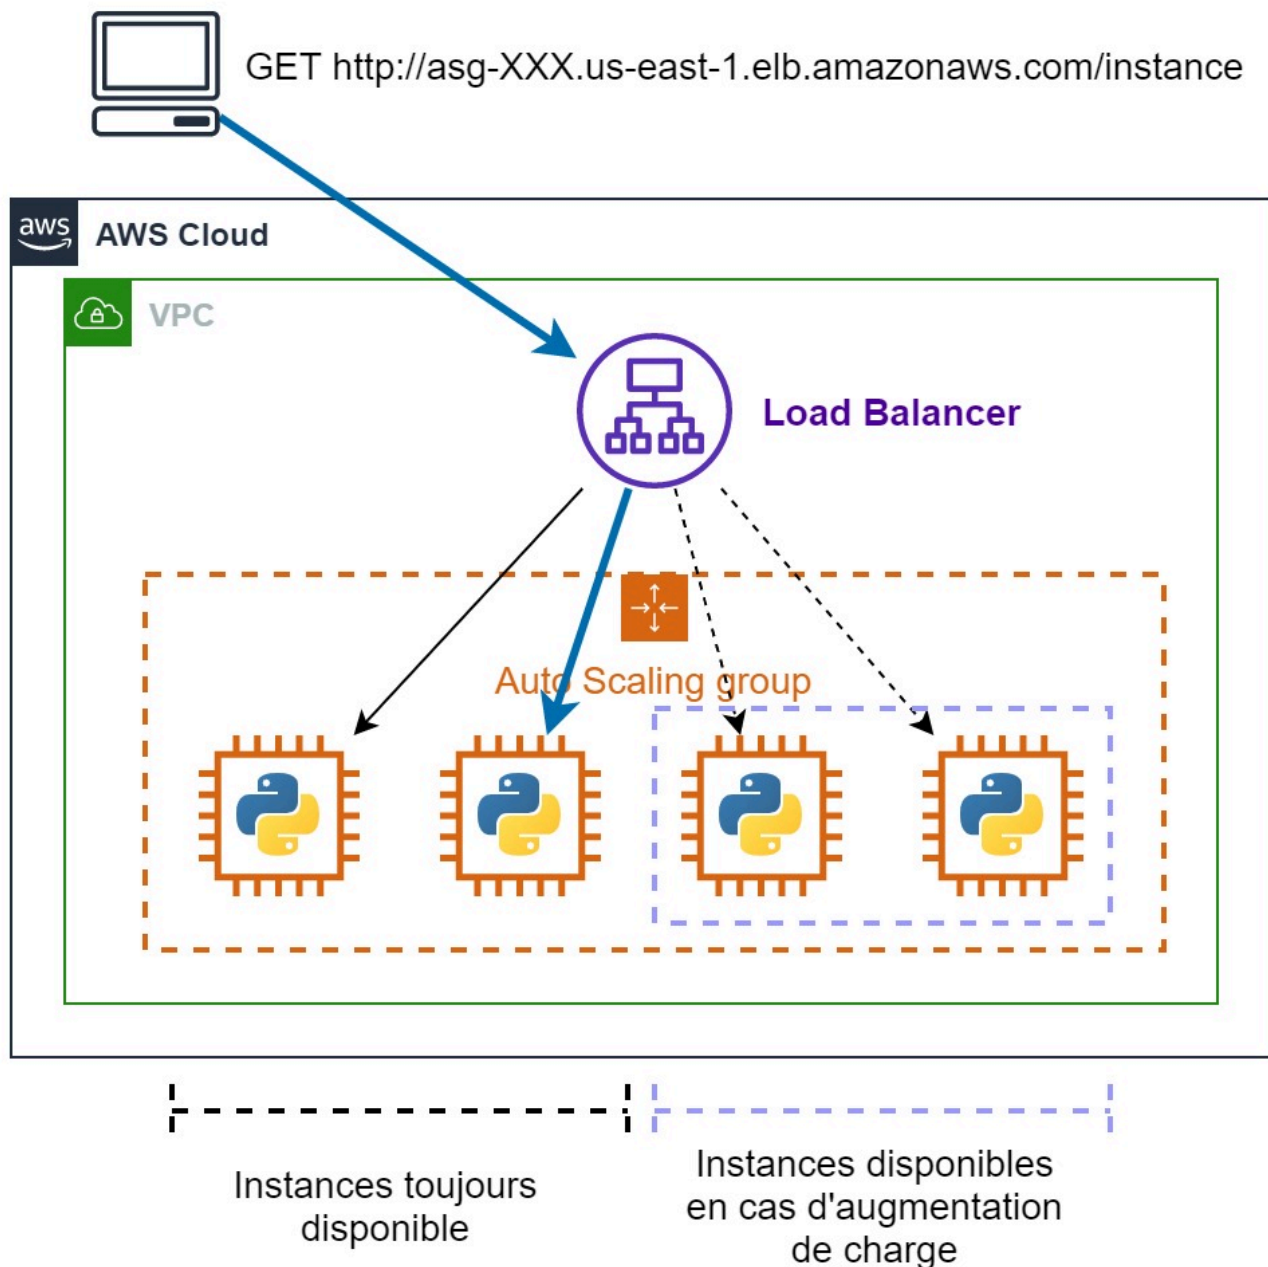 GET http://asg-XXX.us-east-1.elb.amazonaws.com/instance
aws
AWS Cloud
VPC
Load Balancer
Auto Scaling group
Instances toujours
disponible
Instances disponibles
en cas d'augmentation
de charge